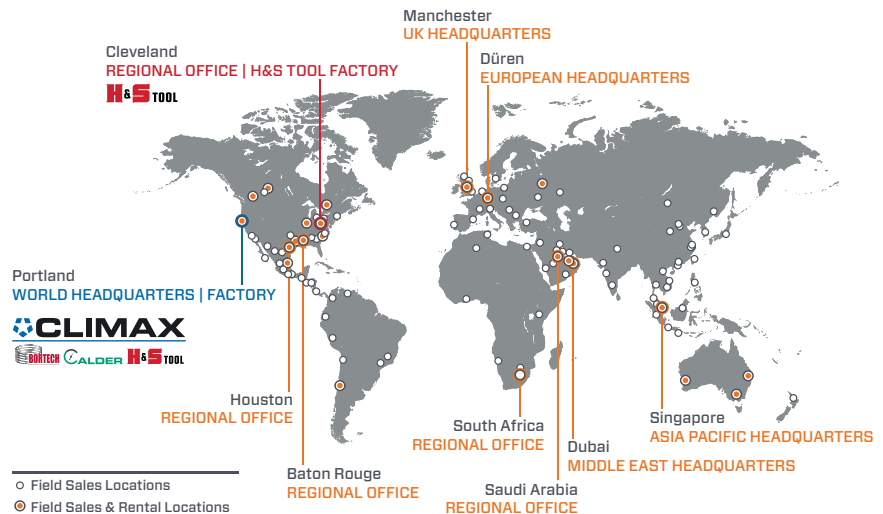 Manchester
UK HEADQUARTERS
Cleveland
REGIONAL OFFICE | H&S TOOL FACTORY
H&S TOOL
Düren
EUROPEAN HEADQUARTERS
Portland
WORLD HEADQUARTERS | FACTORY
CLIMAX
BORTECH CALDER H&S TOOL
Houston
REGIONAL OFFICE
Baton Rouge
REGIONAL OFFICE
South Africa
REGIONAL OFFICE
Saudi Arabia
REGIONAL OFFICE
Dubai
MIDDLE EAST HEADQUARTERS
Singapore
ASIA PACIFIC HEADQUARTERS
Field Sales Locations
Field Sales & Rental Locations